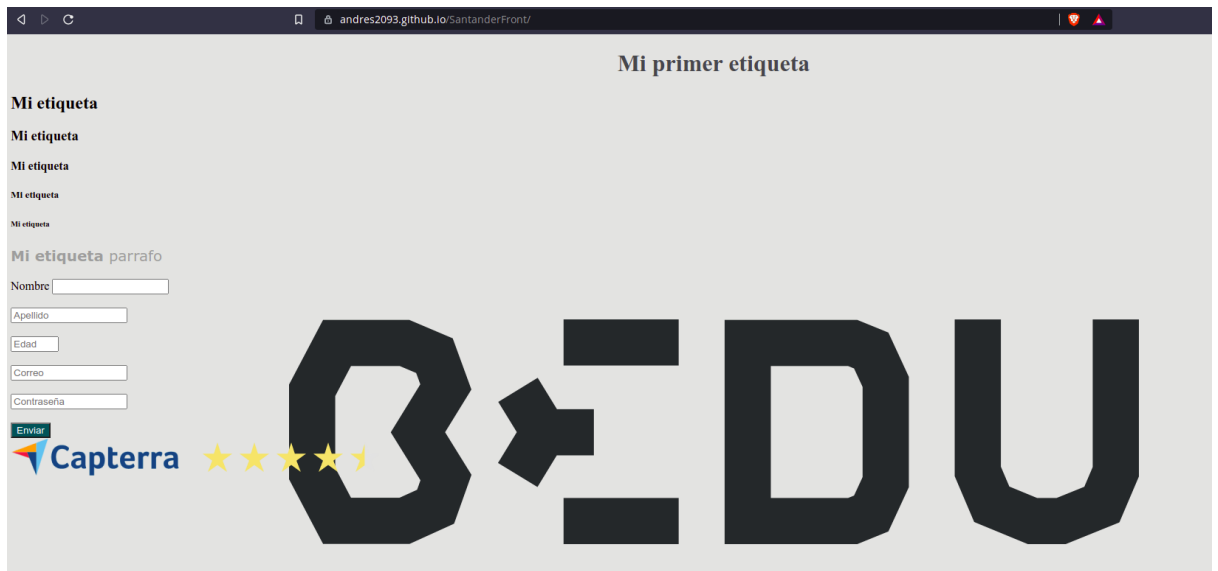 andres2093.github.io/SantanderFront/
Mi primer etiqueta
Mi etiqueta
Mi etiqueta
Mi etiqueta
Mi etiqueta
Mi etiqueta
Mi etiqueta parrafo
Nombre
Apellido
Edad
Correo
Contraseña
Enviar
Capterra
BEDU